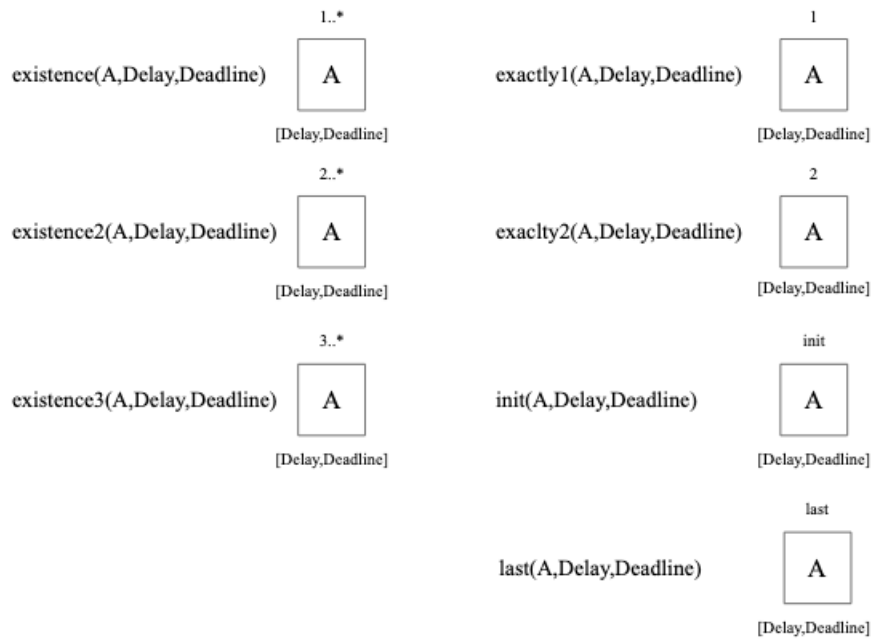 1..*
existence(A,Delay,Deadline)
A
[Delay,Deadline]
1
exactly1(A,Delay,Deadline)
A
[Delay,Deadline]
2..*
existence2(A,Delay,Deadline)
A
[Delay,Deadline]
2
exaclty2(A,Delay,Deadline)
A
[Delay,Deadline]
3..*
existence3(A,Delay,Deadline)
A
[Delay,Deadline]
init
init(A,Delay,Deadline)
A
[Delay,Deadline]
last
last(A,Delay,Deadline)
A
[Delay,Deadline]